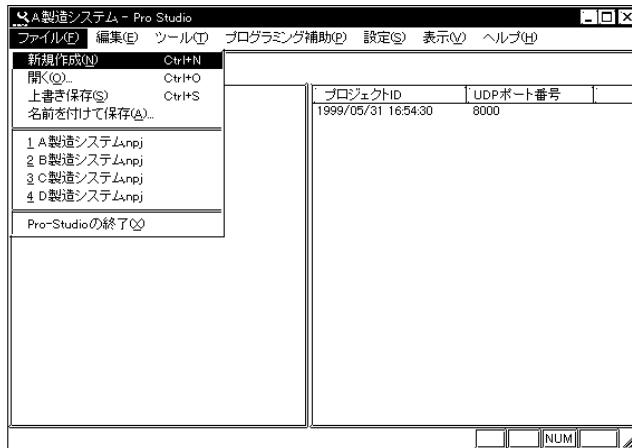 A製造システム - Pro Studio
ファイル(F) 編集(E) ツール(T) プログラミング補助(P) 設定(S) 表示(V) ヘルプ(H)
新規作成(N) Ctrl+N
開く(O)... Ctrl+O
上書き保存(S) Ctrl+S
名前を付けて保存(A)...
1 A製造システム.npj
2 B製造システム.npj
3 C製造システム.npj
4 D製造システム.npj
Pro-Studioの終了(X)
プロジェクトID UDPポート番号
1999/05/31 16:54:30 8000
NUM